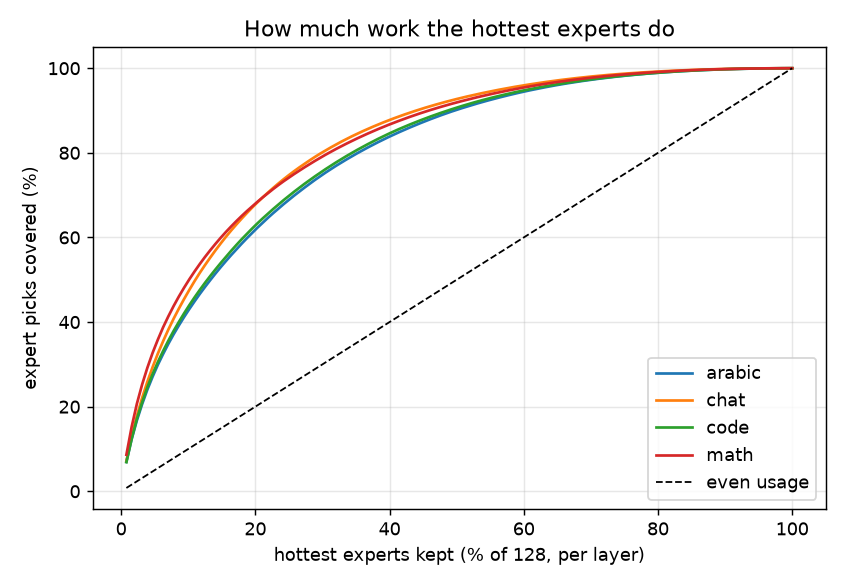 How much work the hottest experts do
expert picks covered (%)
100
80
60
40
20
0
0 20 40 60 80 100
hottest experts kept (% of 128, per layer)
arabic
chat
code
math
even usage